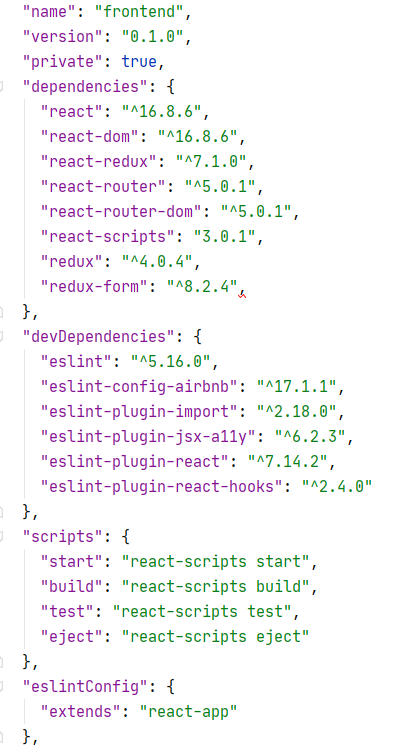 "name": "frontend",
"version": "0.1.0",
"private": true,
"dependencies": {
"react": "^16.8.6",
"react-dom": "^16.8.6",
"react-redux": "^7.1.0",
"react-router": "^5.0.1",
"react-router-dom": "^5.0.1",
"react-scripts": "3.0.1",
"redux": "^4.0.4",
"redux-form": "^8.2.4",
},
"devDependencies": {
"eslint": "^5.16.0",
"eslint-config-airbnb": "^17.1.1",
"eslint-plugin-import": "^2.18.0",
"eslint-plugin-jsx-a11y": "^6.2.3",
"eslint-plugin-react": "^7.14.2",
"eslint-plugin-react-hooks": "^2.4.0"
},
"scripts": {
"start": "react-scripts start",
"build": "react-scripts build",
"test": "react-scripts test",
"eject": "react-scripts eject"
},
"eslintConfig": {
"extends": "react-app"
},